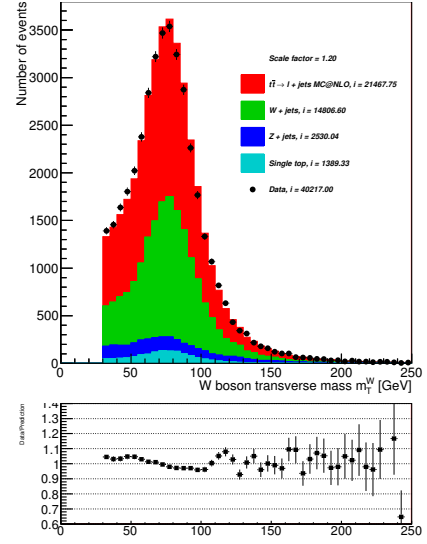 Number of events
3500
3000
2500
2000
1500
1000
500
0
Scale factor = 1.20
tt̄→ l + jets MC@NLO, i = 21467.75
W + jets, i = 14806.60
Z + jets, i = 2530.04
Single top, i = 1389.33
Data, i = 40217.00
0 50 100 150 200 250
W boson transverse mass m_T^W [GeV]
Data/Prediction
1.4
1.3
1.2
1.1
1
0.9
0.8
0.7
0.6
0 50 100 150 200 250